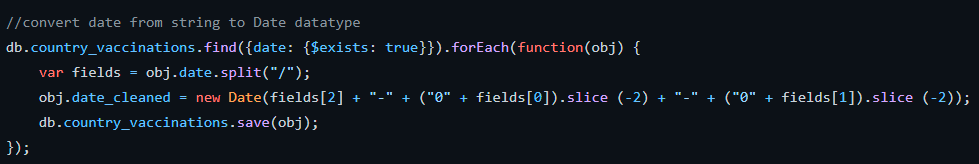 //convert date from string to Date datatype
db.country_vaccinations.find({date: {$exists: true}}).forEach(function(obj) {
    var fields = obj.date.split("/");
    obj.date_cleaned = new Date(fields[2] + "-" + ("0" + fields[0]).slice (-2) + "-" + ("0" + fields[1]).slice (-2));
    db.country_vaccinations.save(obj);
});